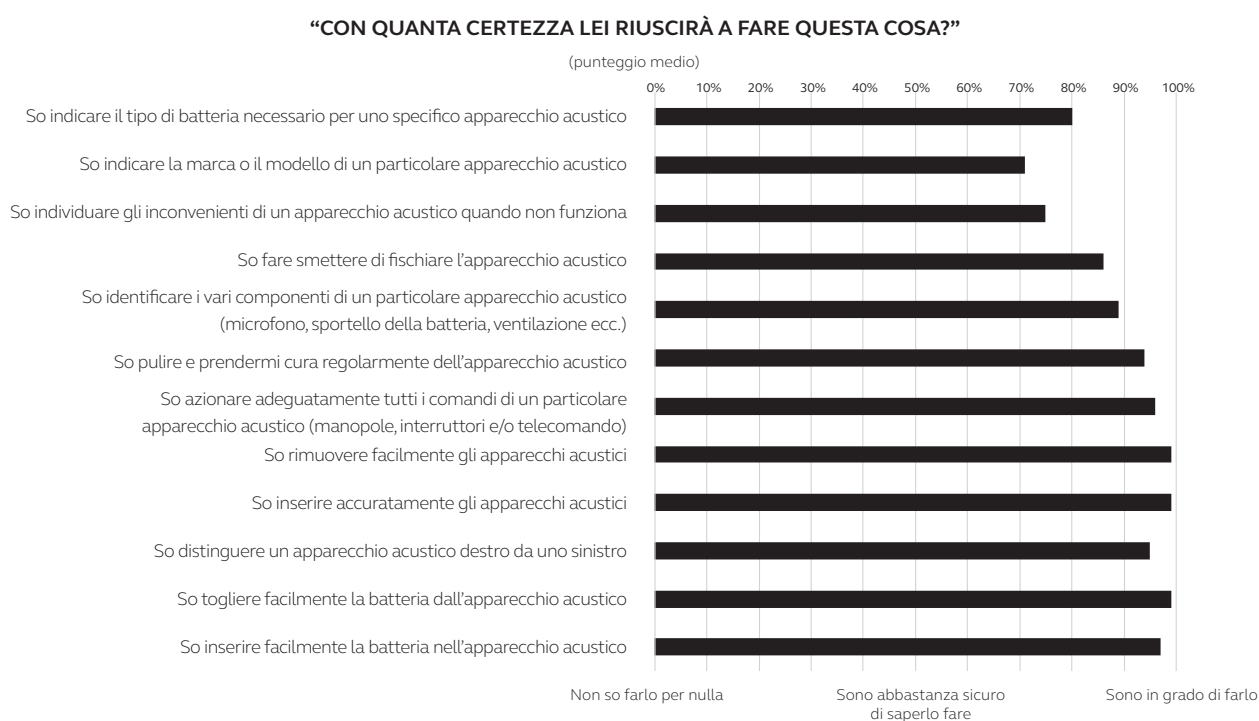 “CON QUANTA CERTEZZA LEI RIUSCIRÀ A FARE QUESTA COSA?”
(punteggio medio)
0% 10% 20% 30% 40% 50% 60% 70% 80% 90% 100%
So indicare il tipo di batteria necessario per uno specifico apparecchio acustico
So indicare la marca o il modello di un particolare apparecchio acustico
So individuare gli inconvenienti di un apparecchio acustico quando non funziona
So fare smettere di fischiare l’apparecchio acustico
So identificare i vari componenti di un particolare apparecchio acustico
(microfono, sportello della batteria, ventilazione ecc.)
So pulire e prendermi cura regolarmente dell’apparecchio acustico
So azionare adeguatamente tutti i comandi di un particolare
apparecchio acustico (manopole, interruttori e/o telecomando)
So rimuovere facilmente gli apparecchi acustici
So inserire accuratamente gli apparecchi acustici
So distinguere un apparecchio acustico destro da uno sinistro
So togliere facilmente la batteria dall’apparecchio acustico
So inserire facilmente la batteria nell’apparecchio acustico
Non so farlo per nulla
Sono abbastanza sicuro
di saperlo fare
Sono in grado di farlo